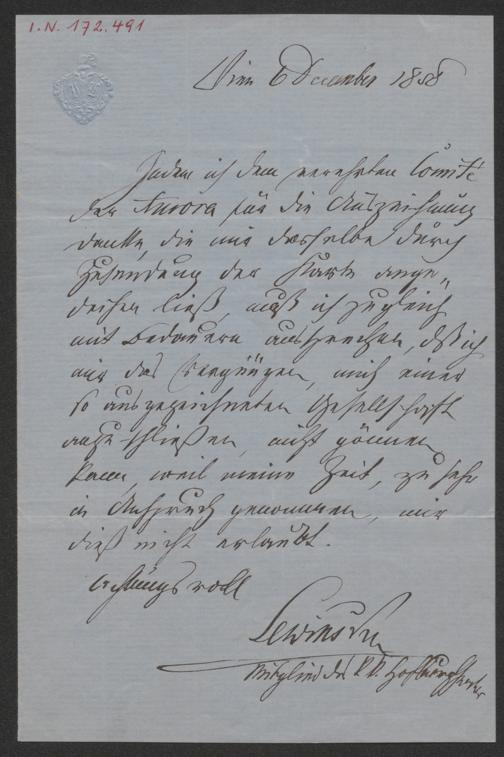 I.N. 172.491
Wien 6 December 1858
Indem ich dem verehrten Comité
der Aurora für die Auszeichnung
danke, die mir dasselbe durch
Zusendung der Karte ange-
deihen ließ, muß ich zugleich
mit Bedauern aussprechen, daß ich
mir das Vergnügen, mich einer
so ausgezeichneten Gesellschaft
anzuschließen, nicht gönnen
kann, weil meine Zeit, zu sehr
in Anspruch genommen, mir
dieß nicht erlaubt.
Achtungsvoll
Lewinsky
Mitglied des k.k. Hofburgtheaters